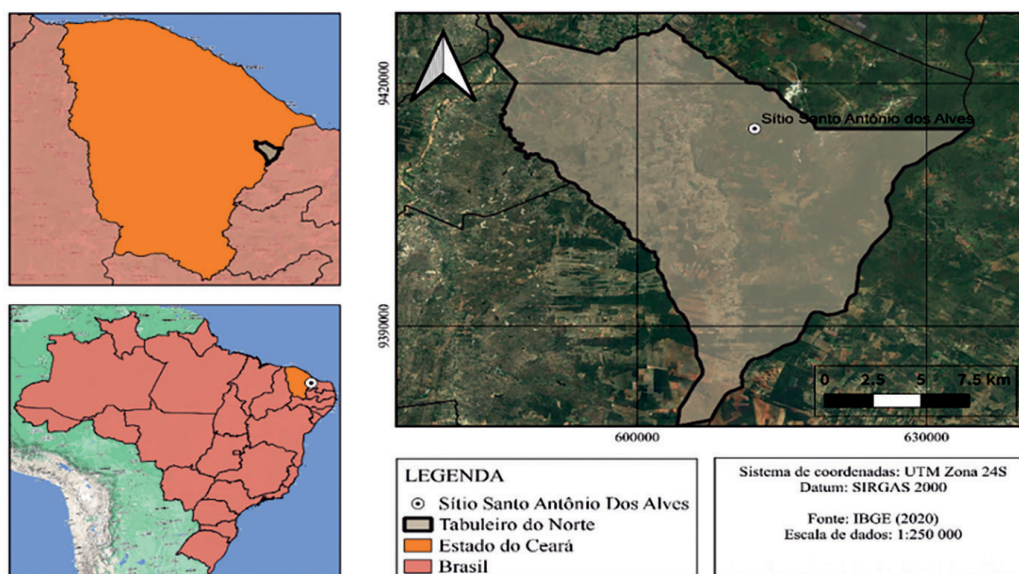 9420000
Sítio Santo Antônio dos Alves
9390000
0 2.5 5 7.5 km
600000 630000
LEGENDA
Sítio Santo Antônio Dos Alves
Tabuleiro do Norte
Estado do Ceará
Brasil
Sistema de coordenadas: UTM Zona 24S
Datum: SIRGAS 2000
Fonte: IBGE (2020)
Escala de dados: 1:250 000